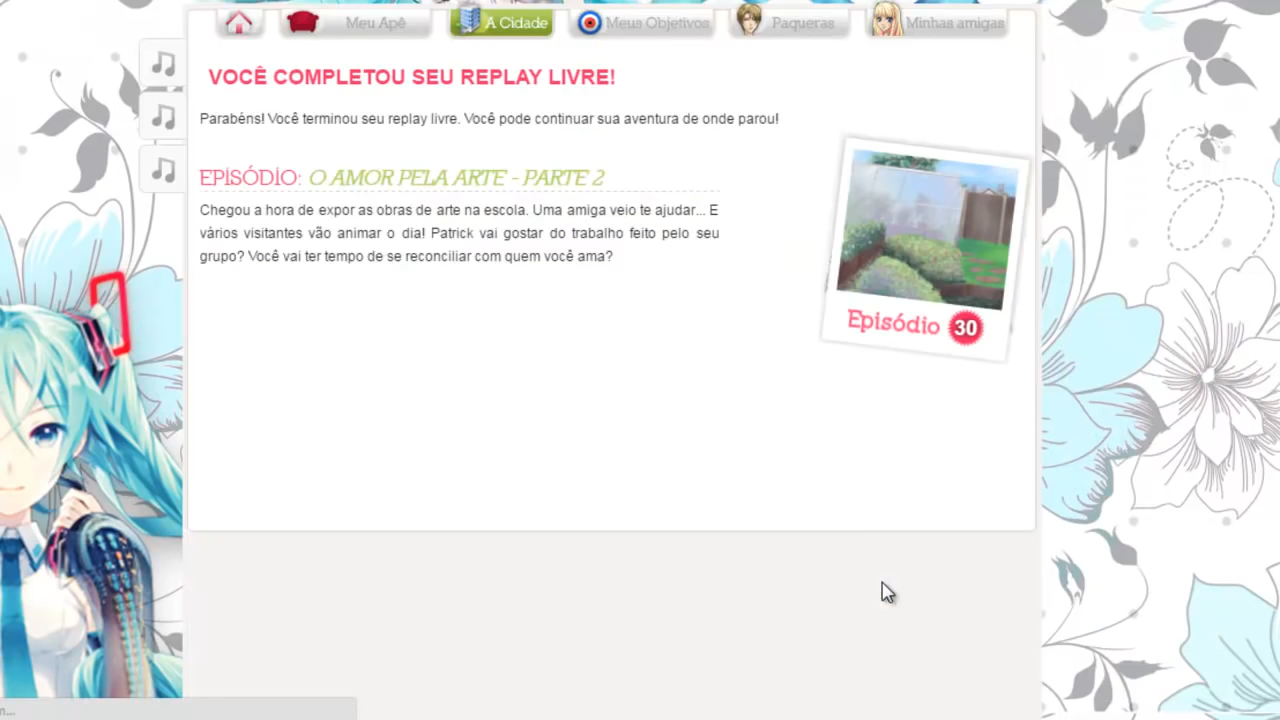 Meu Apê A Cidade Meus Objetivos Paqueras Minhas amigas
VOCÊ COMPLETOU SEU REPLAY LIVRE!
Parabéns! Você terminou seu replay livre. Você pode continuar sua aventura de onde parou!
EPISÓDIO: O AMOR PELA ARTE - PARTE 2
Chegou a hora de expor as obras de arte na escola. Uma amiga veio te ajudar... E
vários visitantes vão animar o dia! Patrick vai gostar do trabalho feito pelo seu
grupo? Você vai ter tempo de se reconciliar com quem você ama?
Episódio 30